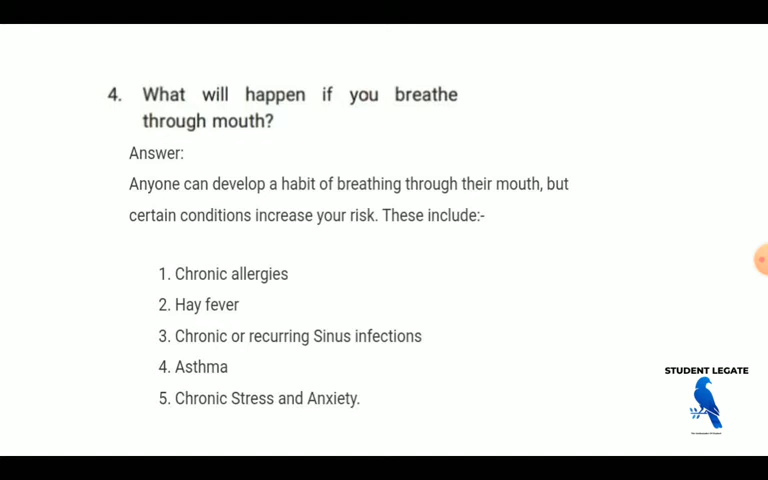 4. What will happen if you breathe
through mouth?
Answer:
Anyone can develop a habit of breathing through their mouth, but
certain conditions increase your risk. These include:-
1. Chronic allergies
2. Hay fever
3. Chronic or recurring Sinus infections
4. Asthma
5. Chronic Stress and Anxiety.
STUDENT LEGATE